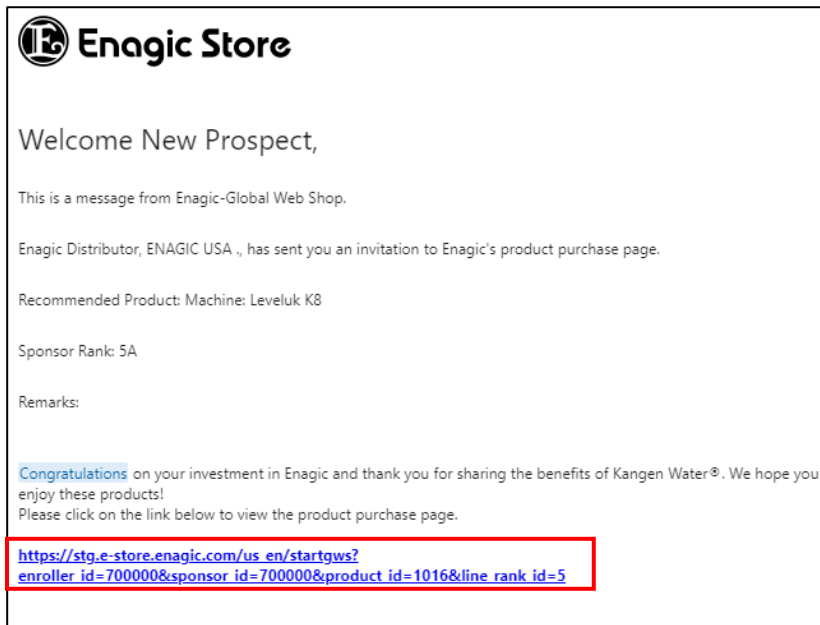 E Enagic Store
Welcome New Prospect,
This is a message from Enagic-Global Web Shop.
Enagic Distributor, ENAGIC USA ., has sent you an invitation to Enagic's product purchase page.
Recommended Product: Machine: Leveluk K8
Sponsor Rank: 5A
Remarks:
Congratulations on your investment in Enagic and thank you for sharing the benefits of Kangen Water®. We hope you
enjoy these products!
Please click on the link below to view the product purchase page.
https://stg.e-store.enagic.com/us_en/startgws?
enroller_id=700000&sponsor_id=700000&product_id=1016&line_rank_id=5